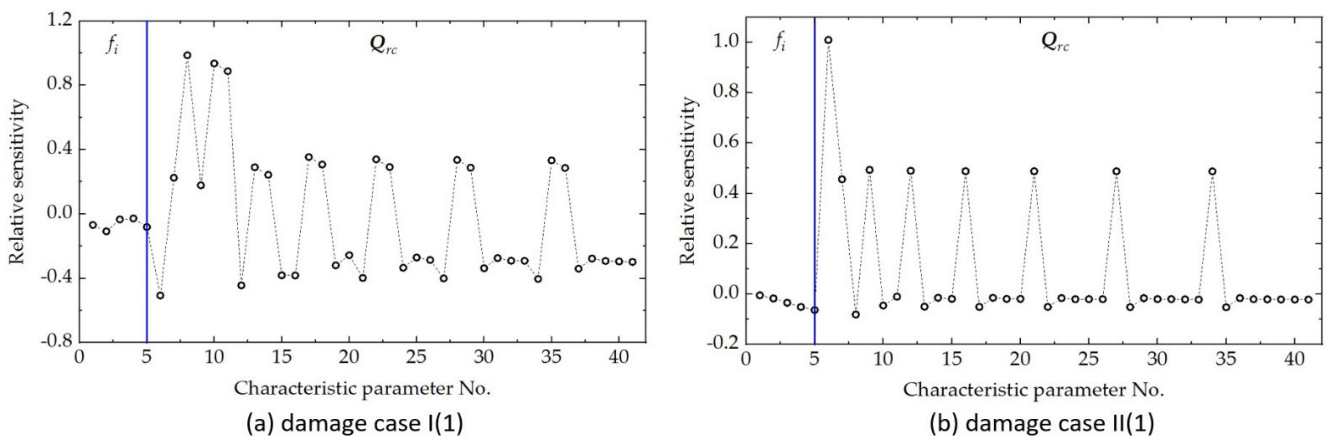 1.2
0.8
0.4
0.0
-0.4
-0.8
Relative sensitivity
f_i
Q_rc
0 5 10 15 20 25 30 35 40
Characteristic parameter No.
(a) damage case I(1)
1.0
0.8
0.6
0.4
0.2
0.0
-0.2
Relative sensitivity
f_i
Q_rc
0 5 10 15 20 25 30 35 40
Characteristic parameter No.
(b) damage case II(1)